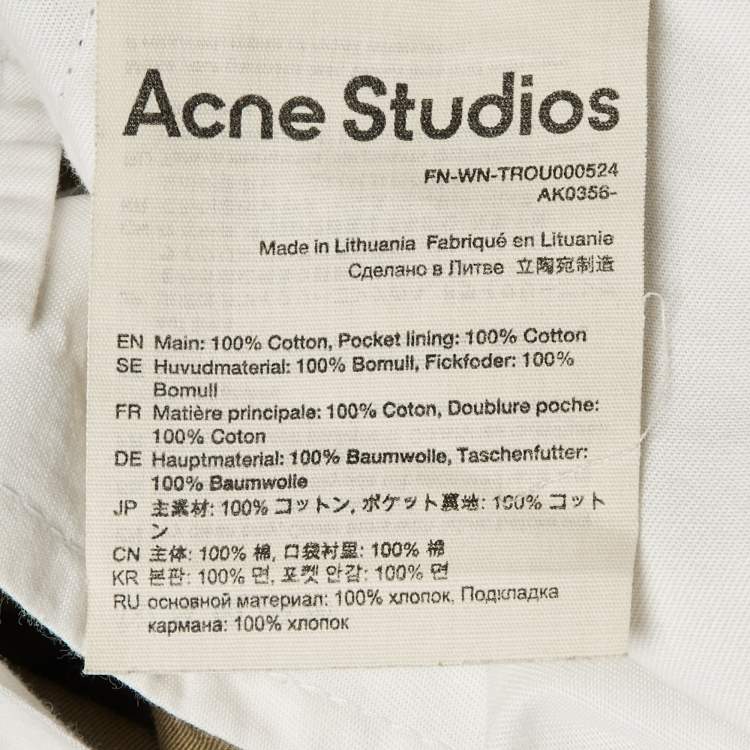 Acne Studios
FN-WN-TROU000524
AK0356-
Made in Lithuania Fabriqué en Lituanie
Сделано в Литве 立陶宛制造
EN Main: 100% Cotton, Pocket lining: 100% Cotton
SE Huvudmaterial: 100% Bomull, Fickfoder: 100%
Bomull
FR Matière principale: 100% Coton, Doublure poche:
100% Coton
DE Hauptmaterial: 100% Baumwolle, Taschenfutter:
100% Baumwolle
JP 主素材: 100% コットン, ポケット裏地: 100% コット
ン
CN 主体: 100% 棉, 口袋衬里: 100% 棉
KR 본판: 100% 면, 포켓 안감: 100% 면
RU основной материал: 100% хлопок, Подкладка
кармана: 100% хлопок